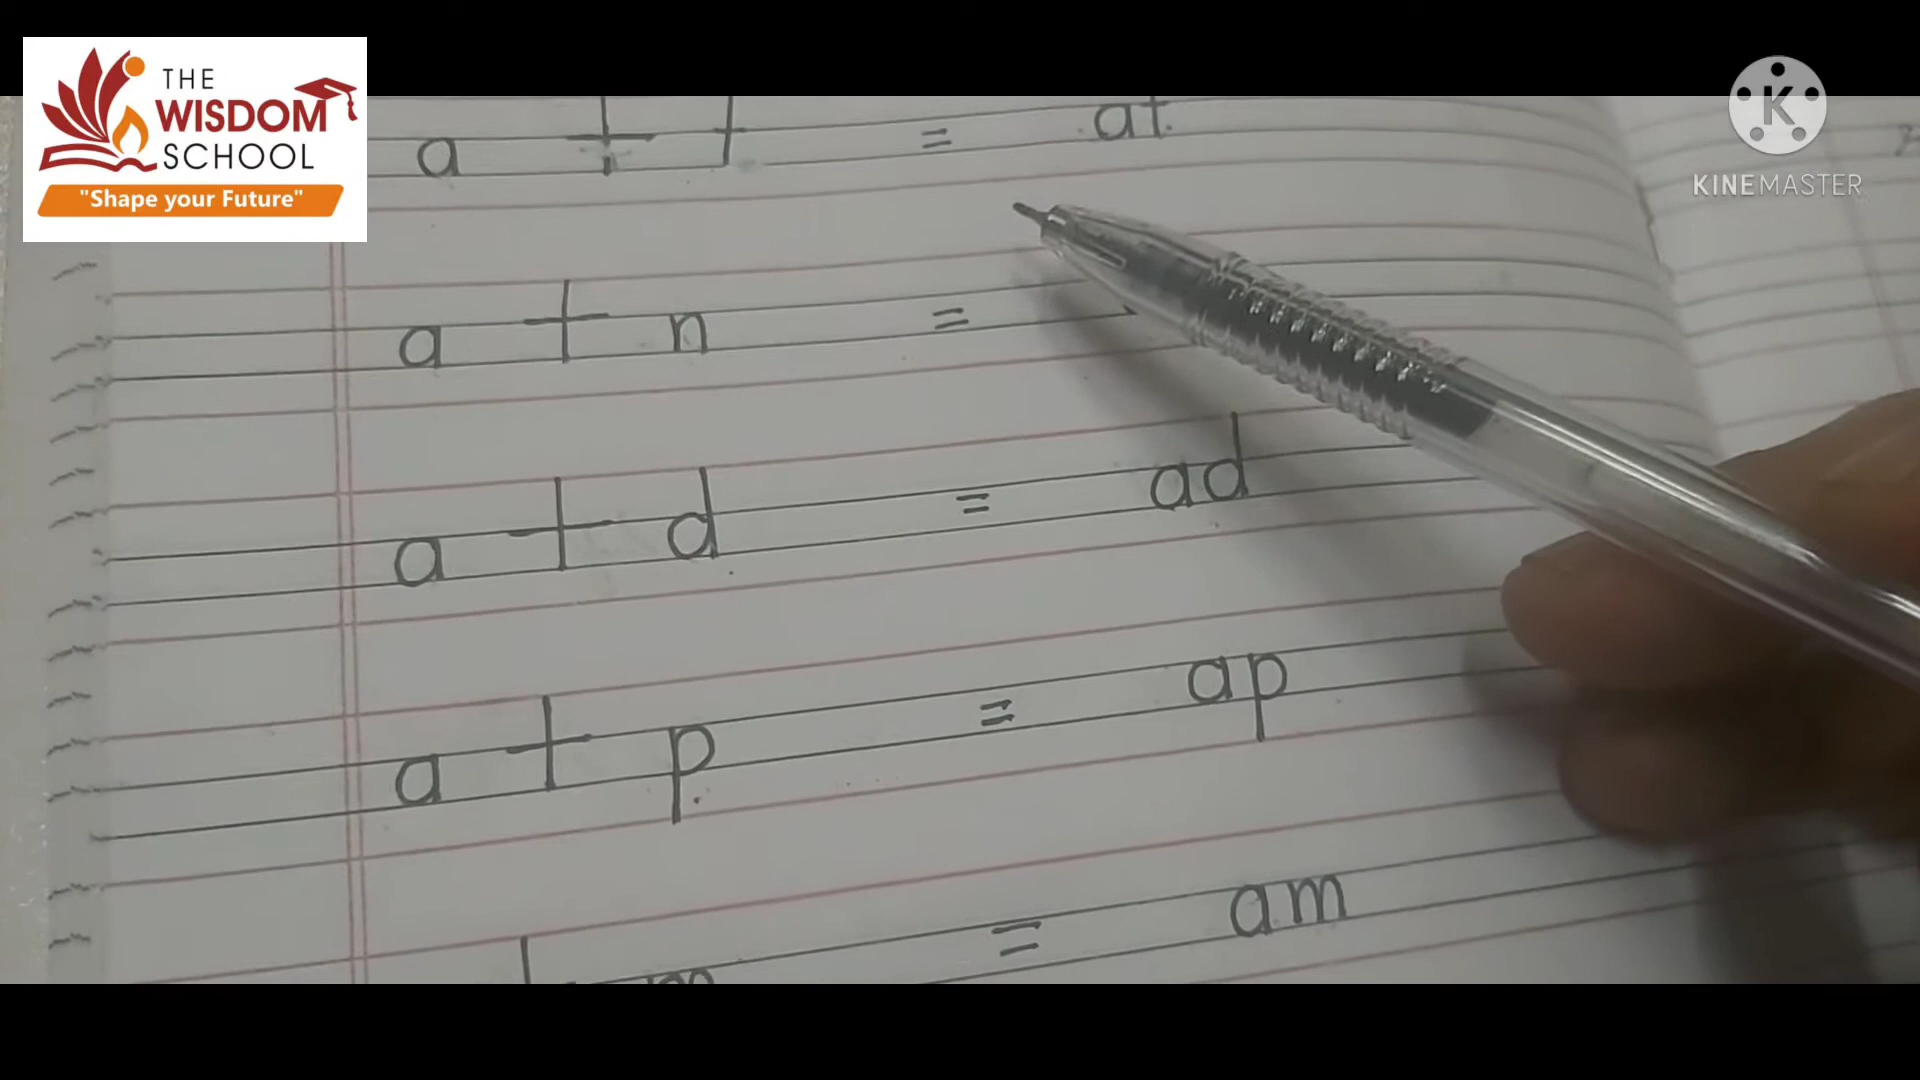 THE
WISDOM
SCHOOL
"Shape your Future"
KINEMASTER
a + t = at
a + n =
a + d = ad
a + p = ap
= am